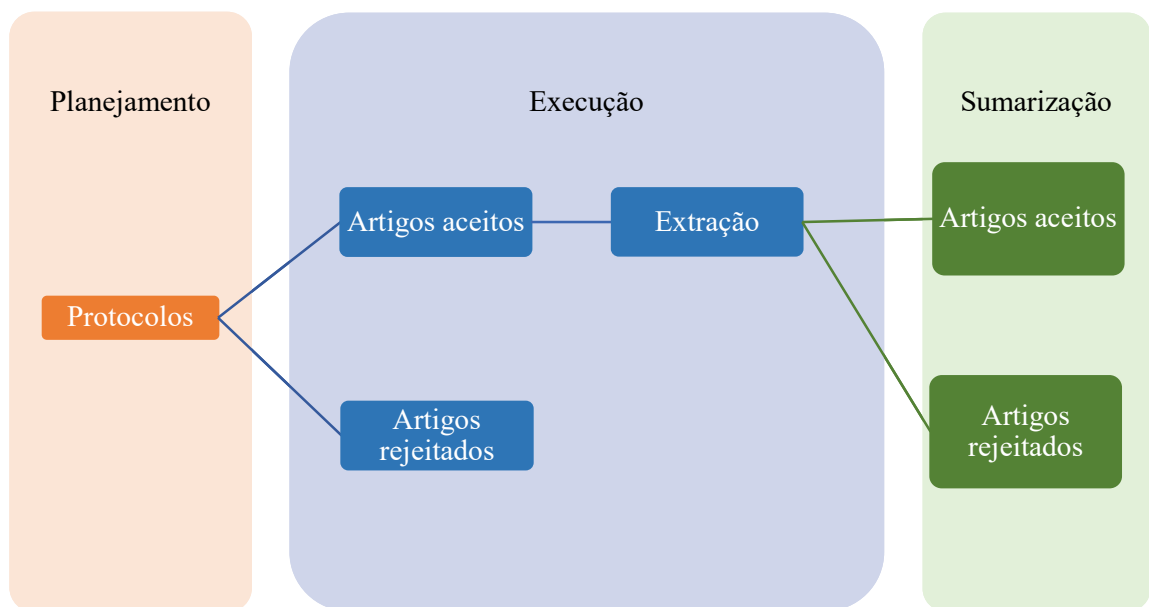 Planejamento
Execução
Sumarização
Artigos aceitos
Extração
Artigos aceitos
Protocolos
Artigos
rejeitados
Artigos
rejeitados